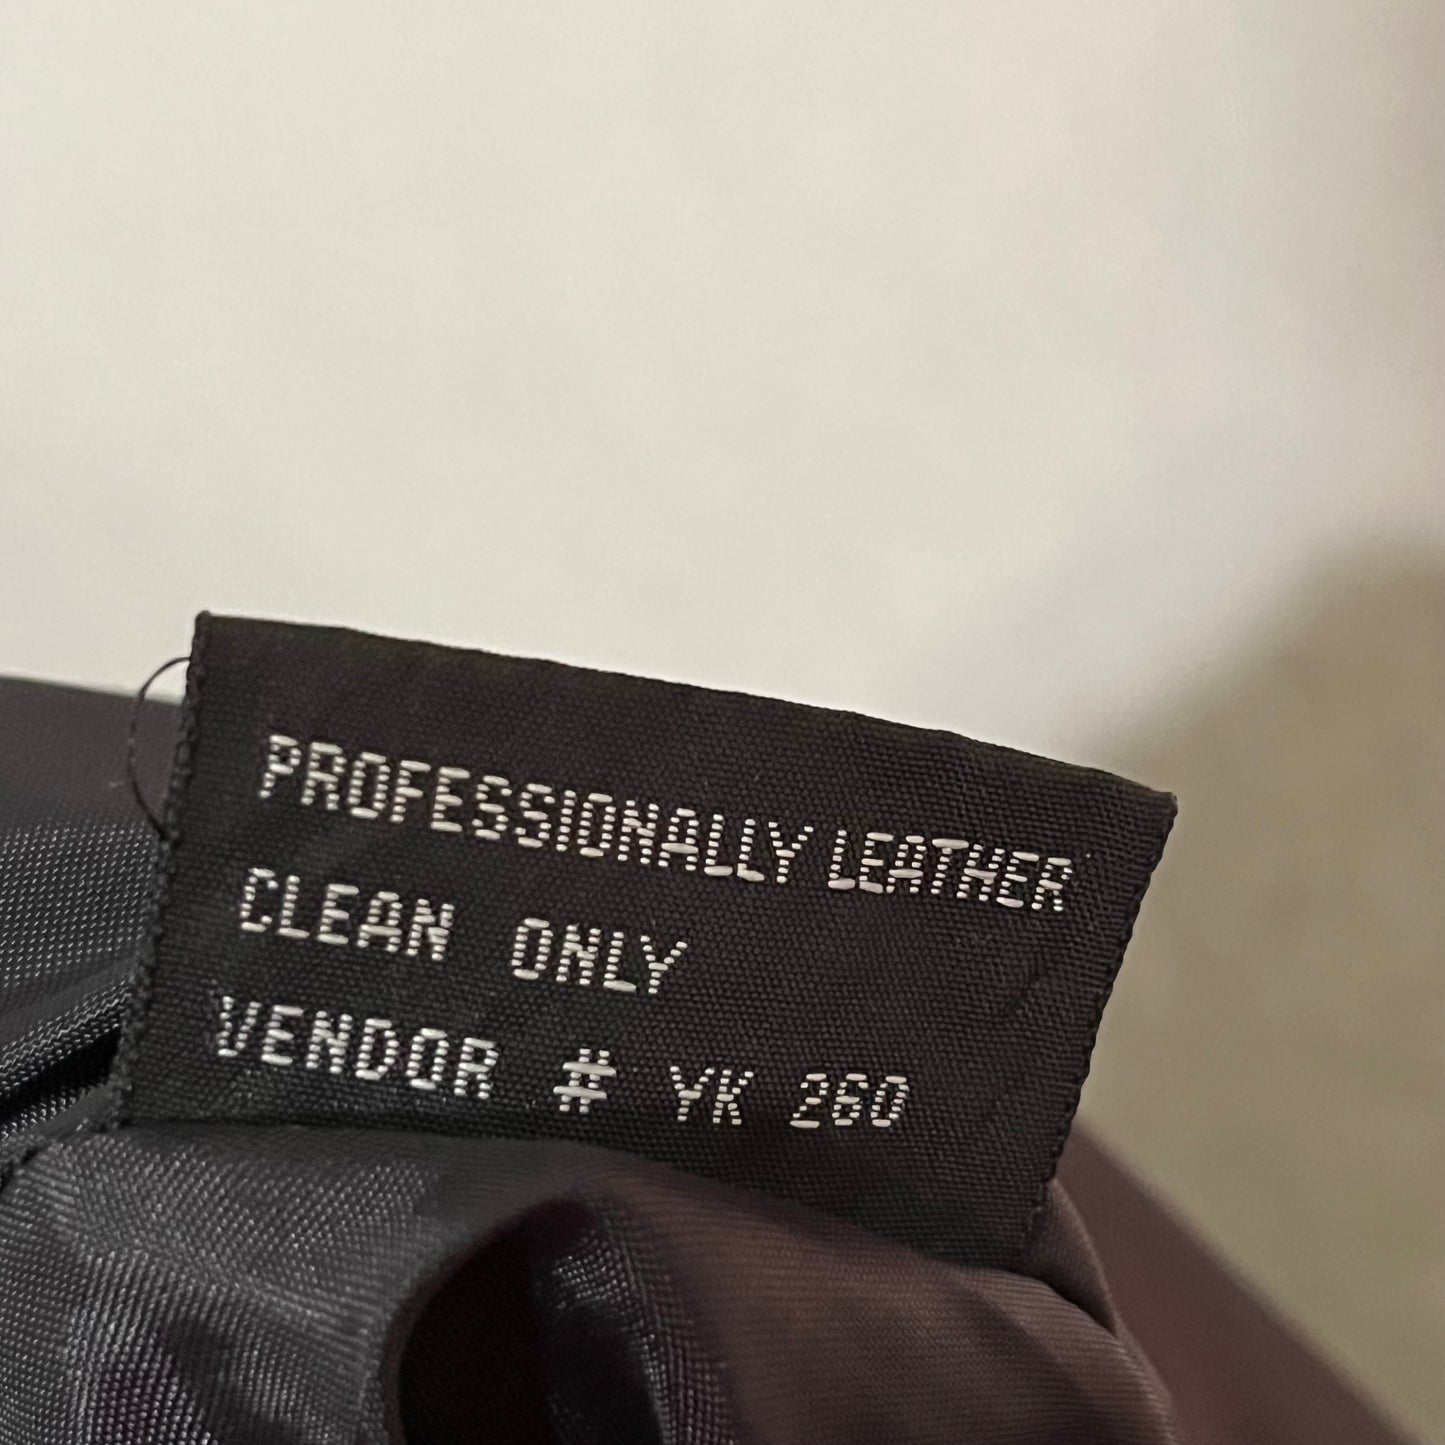 PROFESSIONALLY LEATHER
CLEAN ONLY
VENDOR # YK 260